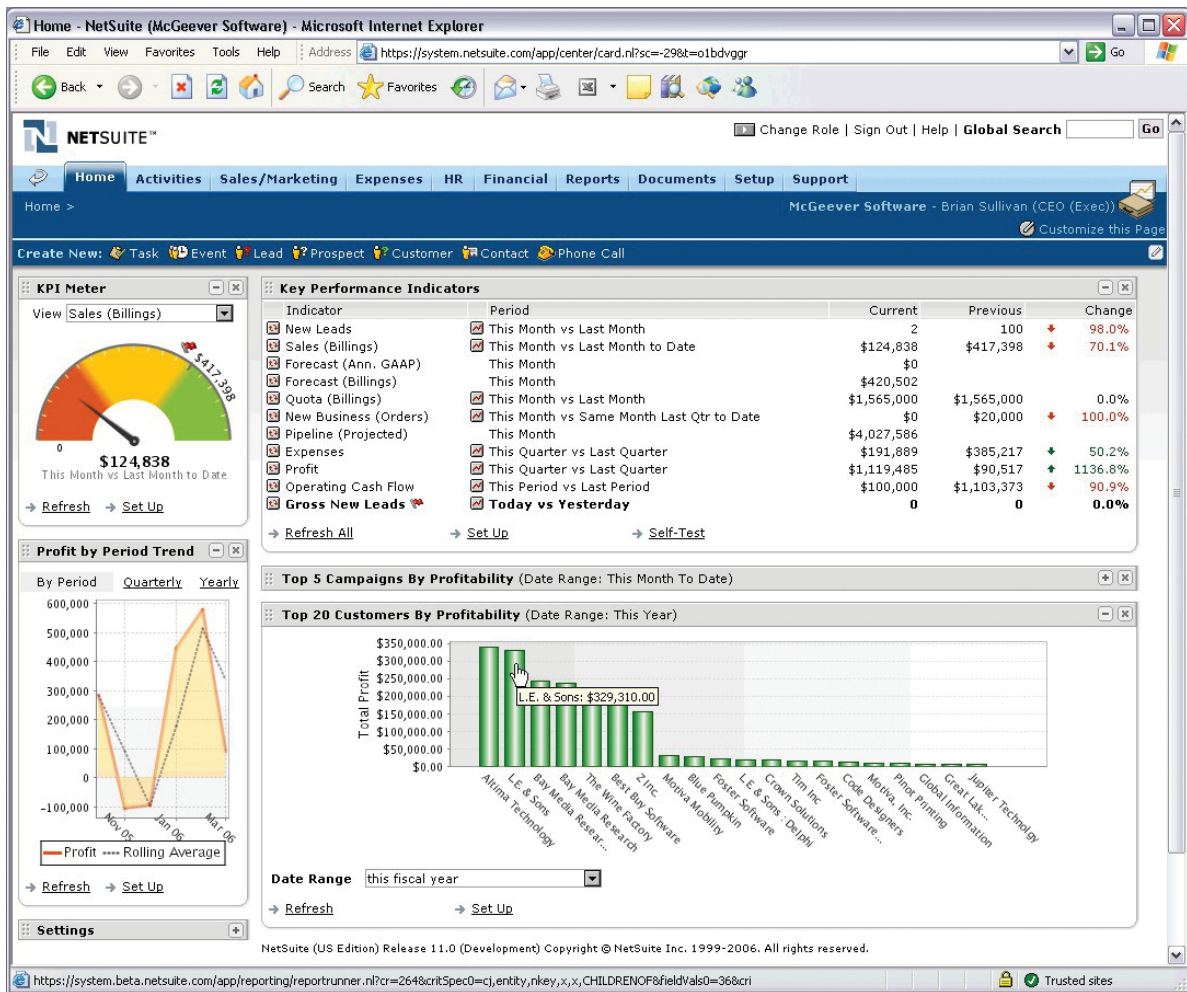 Home - NetSuite (McGeever Software) - Microsoft Internet Explorer
File Edit View Favorites Tools Help Address https://system.netsuite.com/app/center/card.nl?sc=-29&t=o1bdvggr Go
Back Search Favorites
NETSUITE™
Change Role | Sign Out | Help | Global Search Go
Home Activities Sales/Marketing Expenses HR Financial Reports Documents Setup Support
Home > McGeever Software - Brian Sullivan (CEO (Exec))
Customize this Page
Create New: Task Event Lead Prospect Customer Contact Phone Call
KPI Meter
View Sales (Billings)
$417,398
0
$124,838
This Month vs Last Month to Date
Refresh Set Up
Key Performance Indicators
Indicator Period Current Previous Change
New Leads This Month vs Last Month 2 100 98.0%
Sales (Billings) This Month vs Last Month to Date $124,838 $417,398 70.1%
Forecast (Ann. GAAP) This Month $0
Forecast (Billings) This Month $420,502
Quota (Billings) This Month vs Last Month $1,565,000 $1,565,000 0.0%
New Business (Orders) This Month vs Same Month Last Qtr to Date $0 $20,000 100.0%
Pipeline (Projected) This Month $4,027,586
Expenses This Quarter vs Last Quarter $191,889 $385,217 50.2%
Profit This Quarter vs Last Quarter $1,119,485 $90,517 1136.8%
Operating Cash Flow This Period vs Last Period $100,000 $1,103,373 90.9%
Gross New Leads Today vs Yesterday 0 0 0.0%
Refresh All Set Up Self-Test
Profit by Period Trend
By Period Quarterly Yearly
600,000
500,000
400,000
300,000
200,000
100,000
0
-100,000
Nov 05 Jan 06 Mar 06
Profit Rolling Average
Refresh Set Up
Settings
Top 5 Campaigns By Profitability (Date Range: This Month To Date)
Top 20 Customers By Profitability (Date Range: This Year)
Total Profit
$350,000.00
$300,000.00
$250,000.00
$200,000.00
$150,000.00
$100,000.00
$50,000.00
$0.00
L.E. & Sons: $329,310.00
Altima Technology
L.E. & Sons
Bay Media Resear...
Bay Media Research
The Wine Factory
Best Buy Software
Z Inc.
Motiva Mobility
Blue Pumpkin
Foster Software
L.E. & Sons : Delphi
Crown Solutions
Tim Inc
Foster Software...
Code Designers
Motiva, Inc.
Pinot Printing
Global Information
Great Lak...
Jupiter Technolgy
Date Range this fiscal year
Refresh Set Up
NetSuite (US Edition) Release 11.0 (Development) Copyright © NetSuite Inc. 1999-2006. All rights reserved.
https://system.beta.netsuite.com/app/reporting/reportrunner.nl?cr=264&critSpec0=cj,entity,nkey,x,x,CHILDRENOF&fieldVals0=36&cri Trusted sites